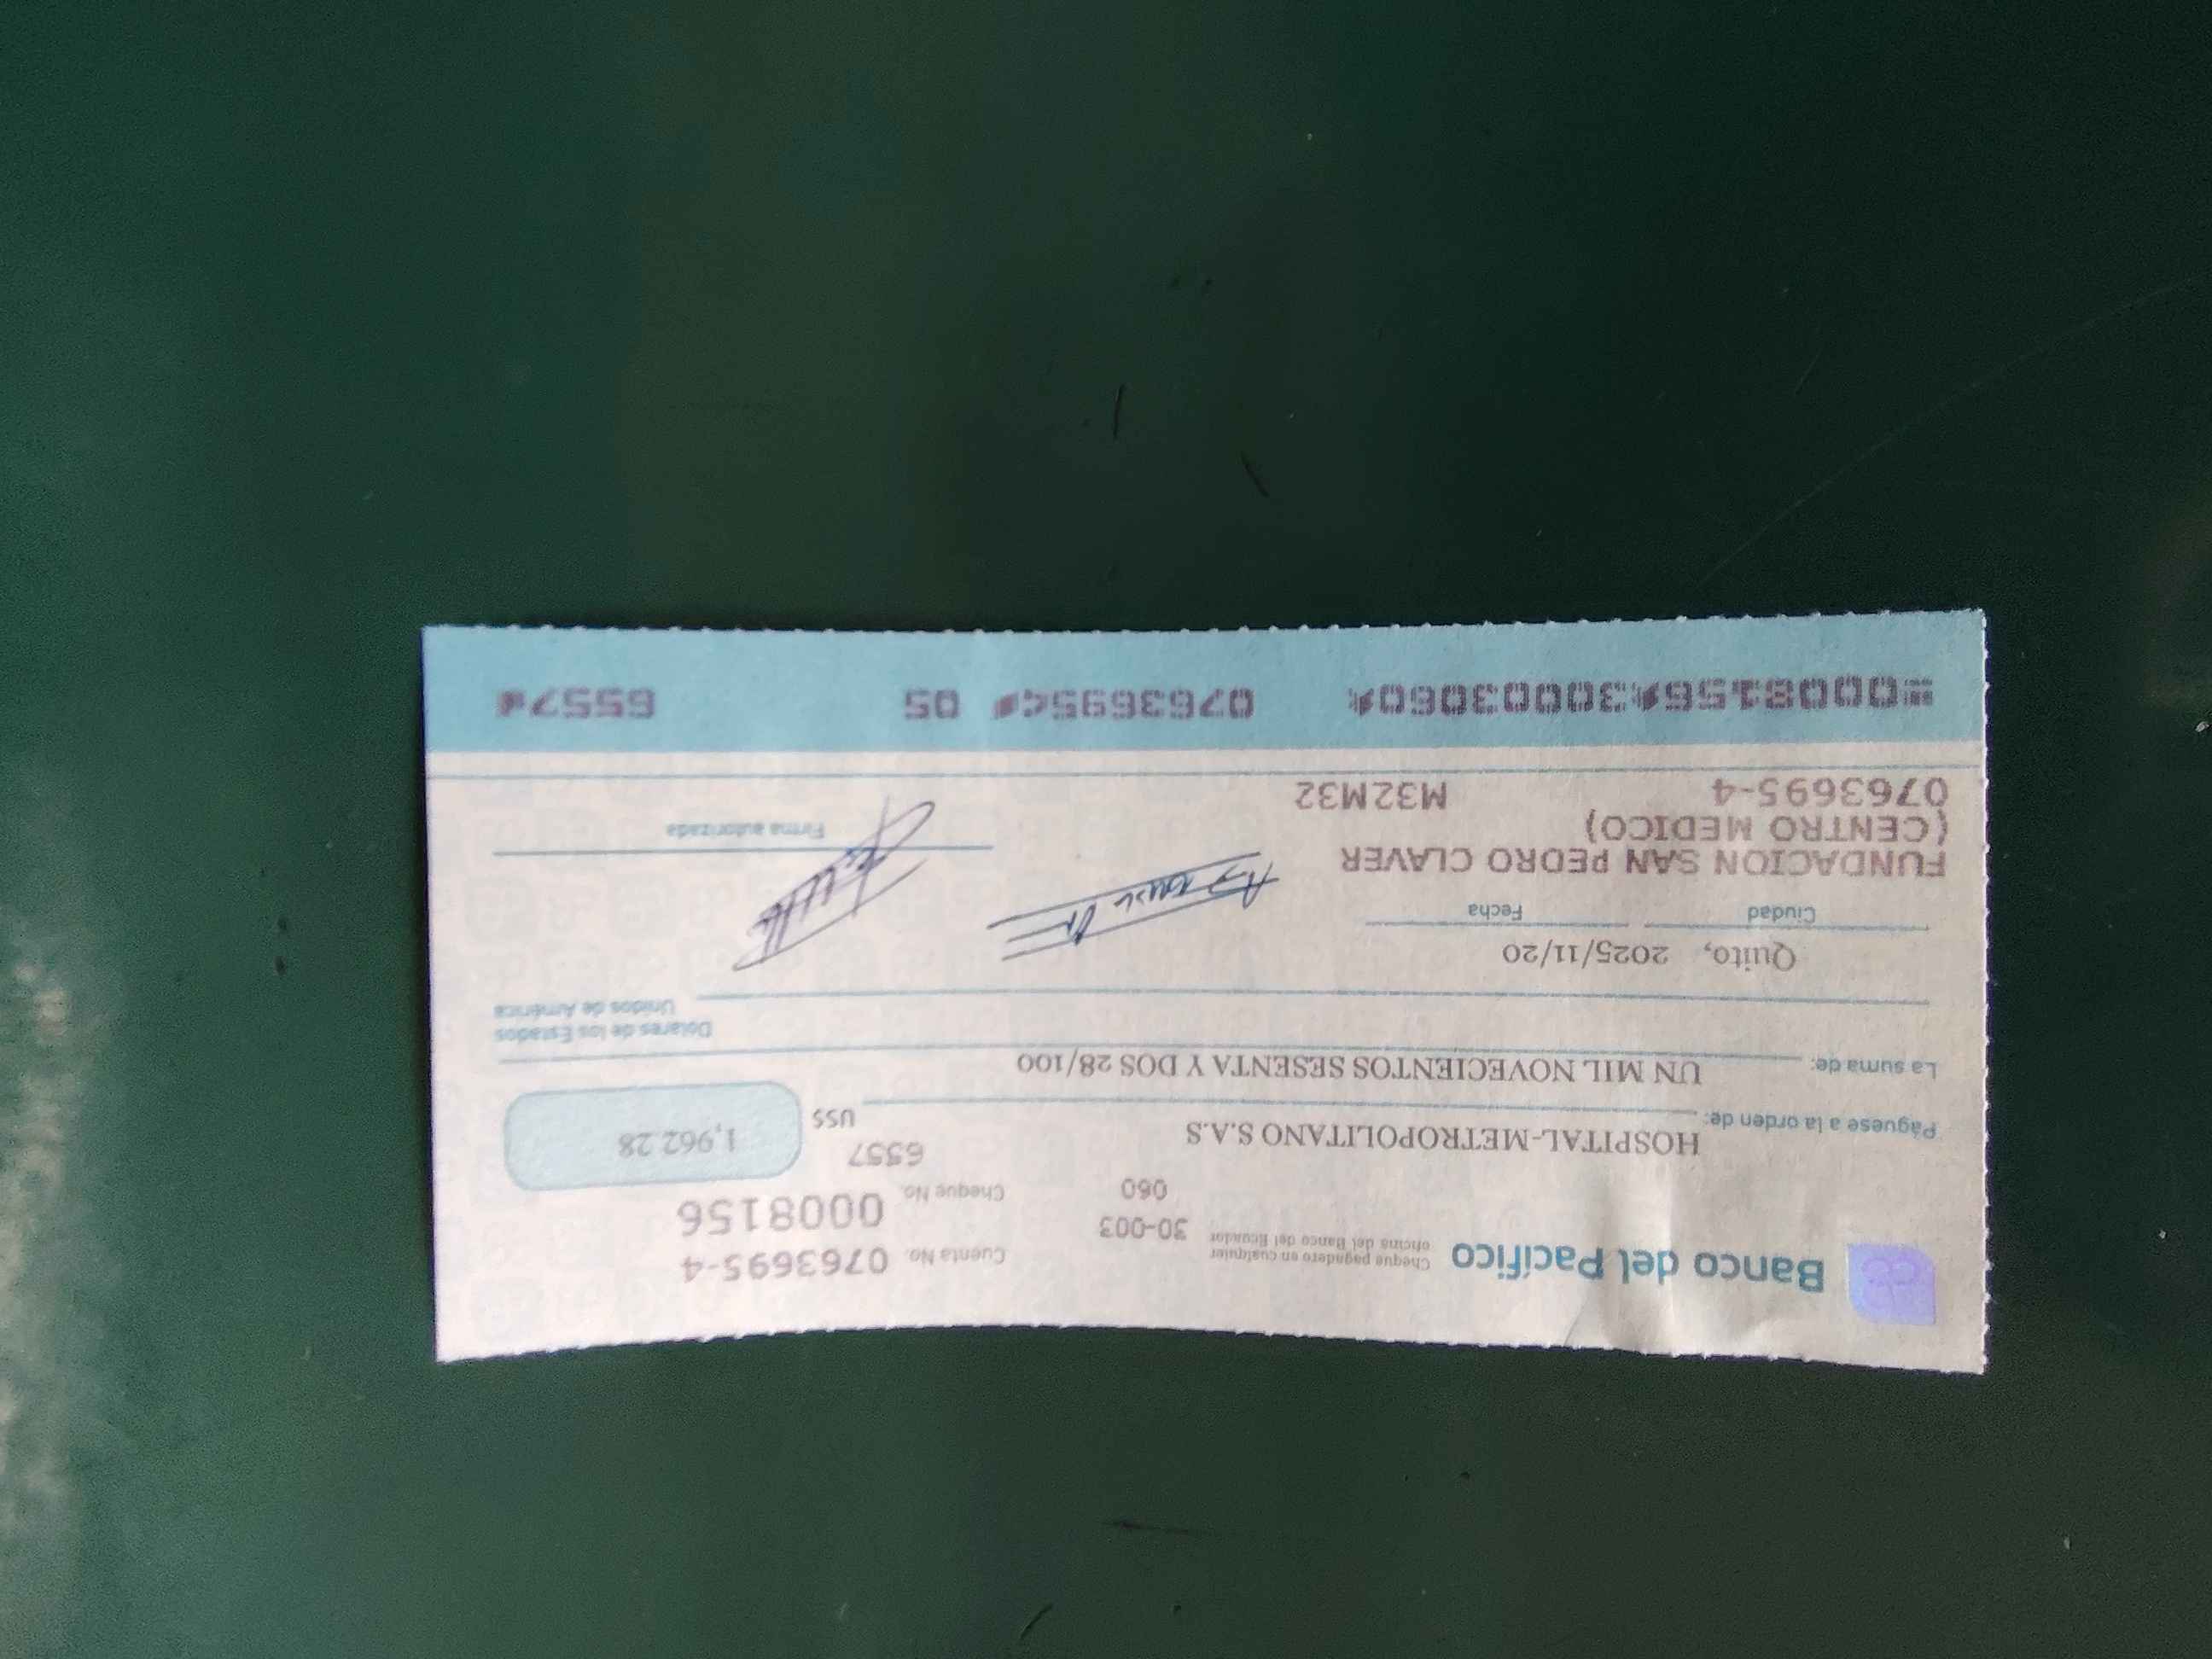 Banco del Pacífico
Cheque pagadero en cualquier
oficina del Banco del Ecuador
30-003
060
Cuenta No. 0763695-4
Cheque No. 0008156
6557
Páguese a la orden de: HOSPITAL-METROPOLITANO S.A.S
US$ 1,962.28
La suma de: UN MIL NOVECIENTOS SESENTA Y DOS 28/100
Dólares de los Estados
Unidos de América
Quito, 2025/11/20
Ciudad Fecha
FUNDACION SAN PEDRO CLAVER
(CENTRO MEDICO)
0763695-4 M32M32
Firma autorizada
0008156 30003060 0763695 05 6557